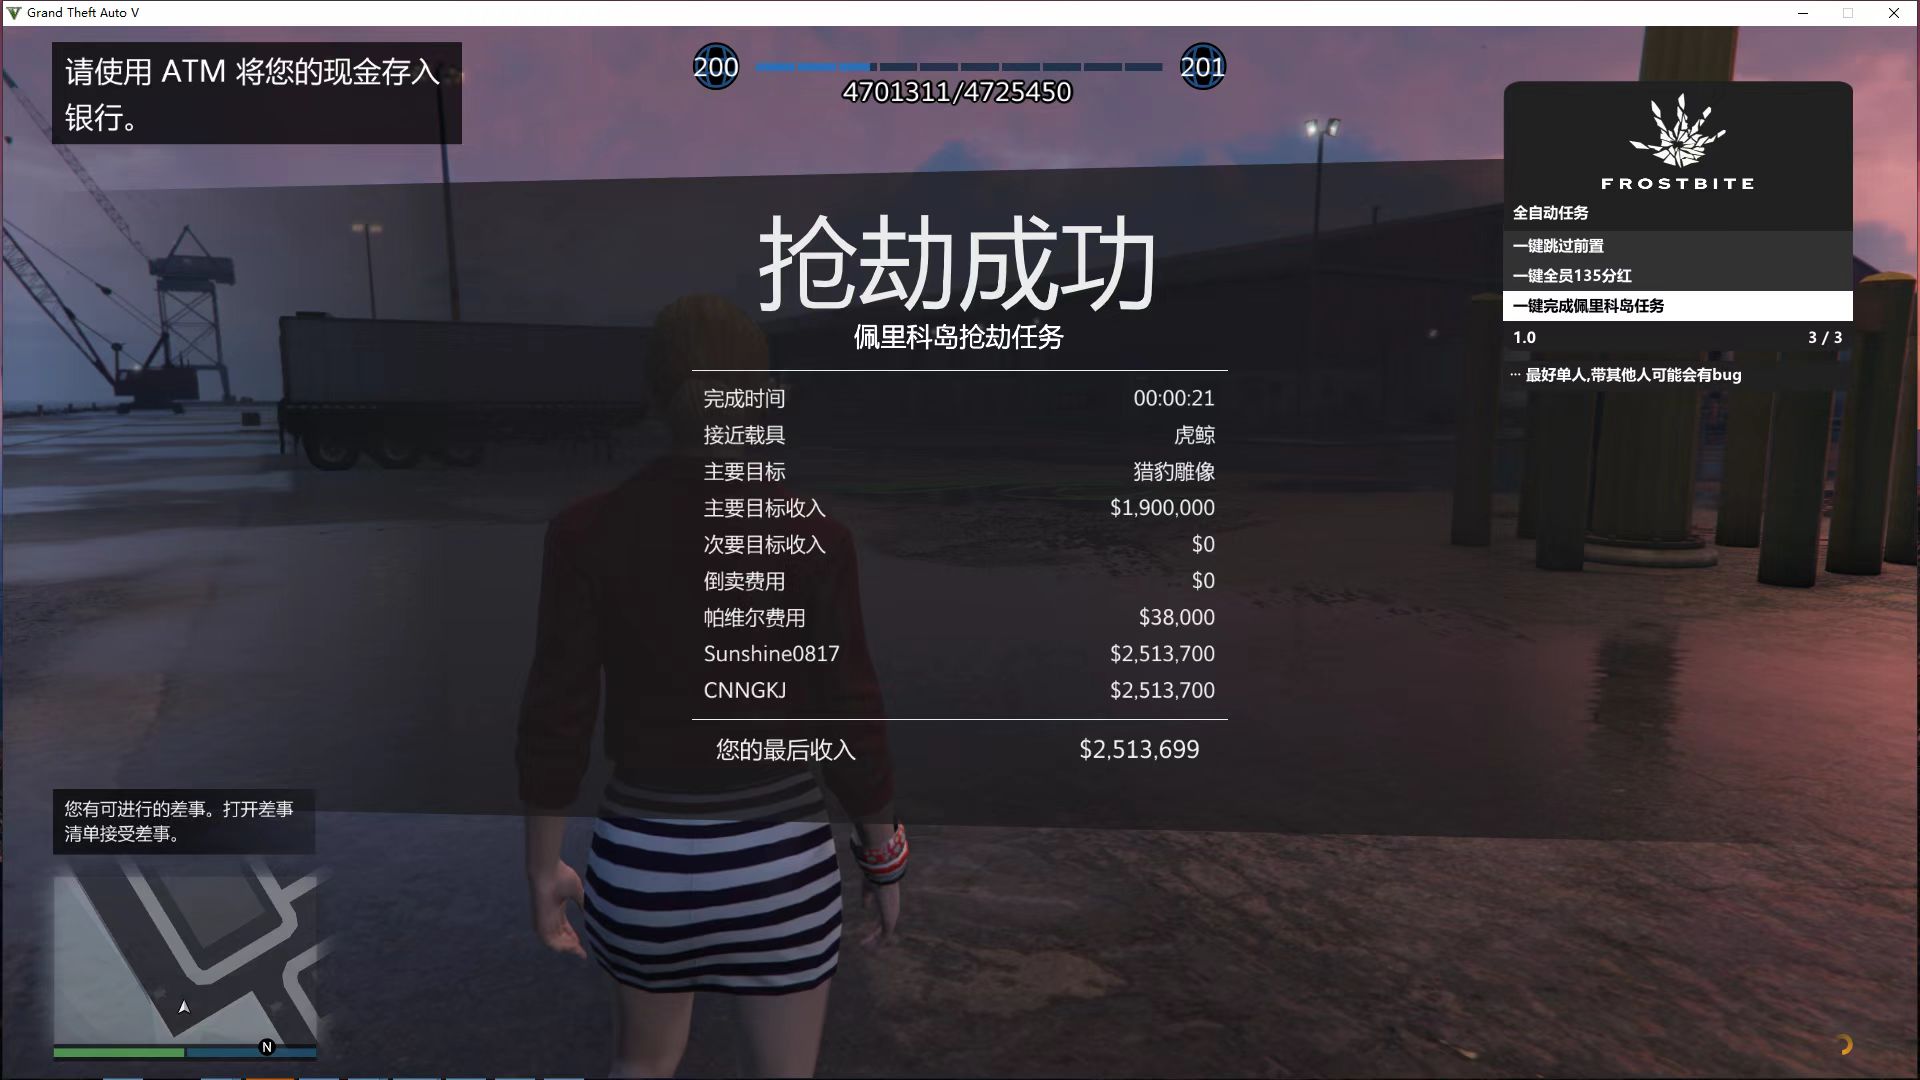 Grand Theft Auto V
请使用 ATM 将您的现金存入
银行。
200
201
4701311/4725450
FROSTBITE
全自动任务
一键跳过前置
一键全员135分红
一键完成佩里科岛任务
1.0 3 / 3
··· 最好单人,带其他人可能会有bug
抢劫成功
佩里科岛抢劫任务
完成时间 00:00:21
接近载具 虎鲸
主要目标 猎豹雕像
主要目标收入 $1,900,000
次要目标收入 $0
倒卖费用 $0
帕维尔费用 $38,000
Sunshine0817 $2,513,700
CNNGKJ $2,513,700
您的最后收入 $2,513,699
您有可进行的差事。打开差事
清单接受差事。
N